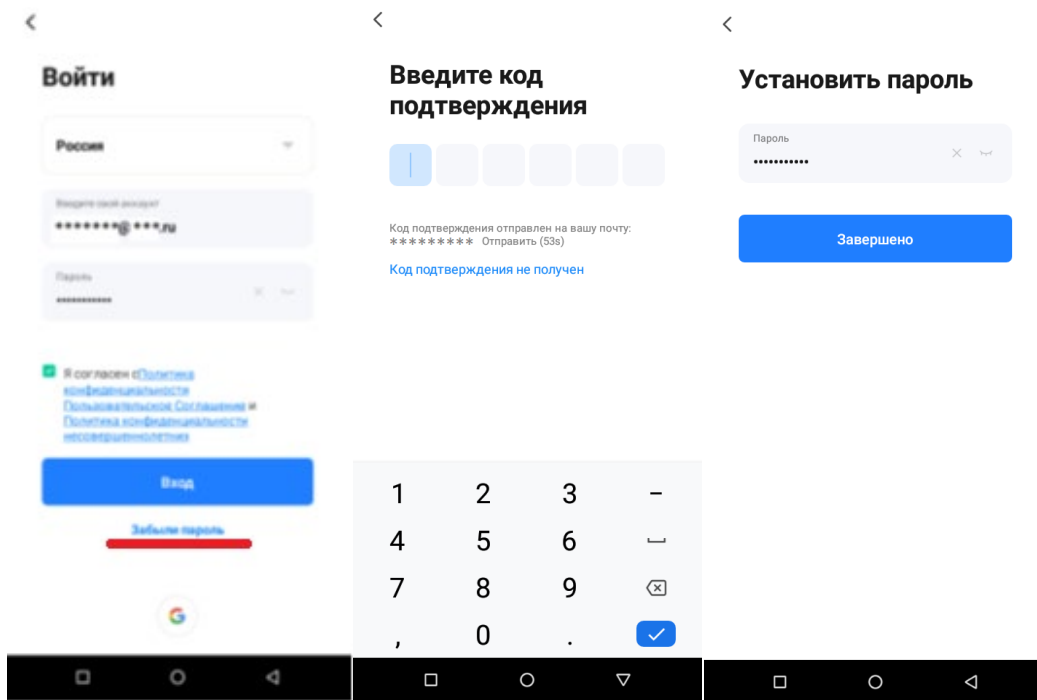 Войти
Россия
Введите свой аккаунт
*******@***.ru
Пароль
•••••••••••
Я согласен с Политика
конфиденциальности
Пользовательское Соглашение и
Политика конфиденциальности
несовершеннолетних
Вход
Забыли пароль
G
Введите код
подтверждения
Код подтверждения отправлен на вашу почту:
********* Отправить (53s)
Код подтверждения не получен
1 2 3 -
4 5 6
7 8 9
, 0 .
Установить пароль
Пароль
•••••••••••
Завершено